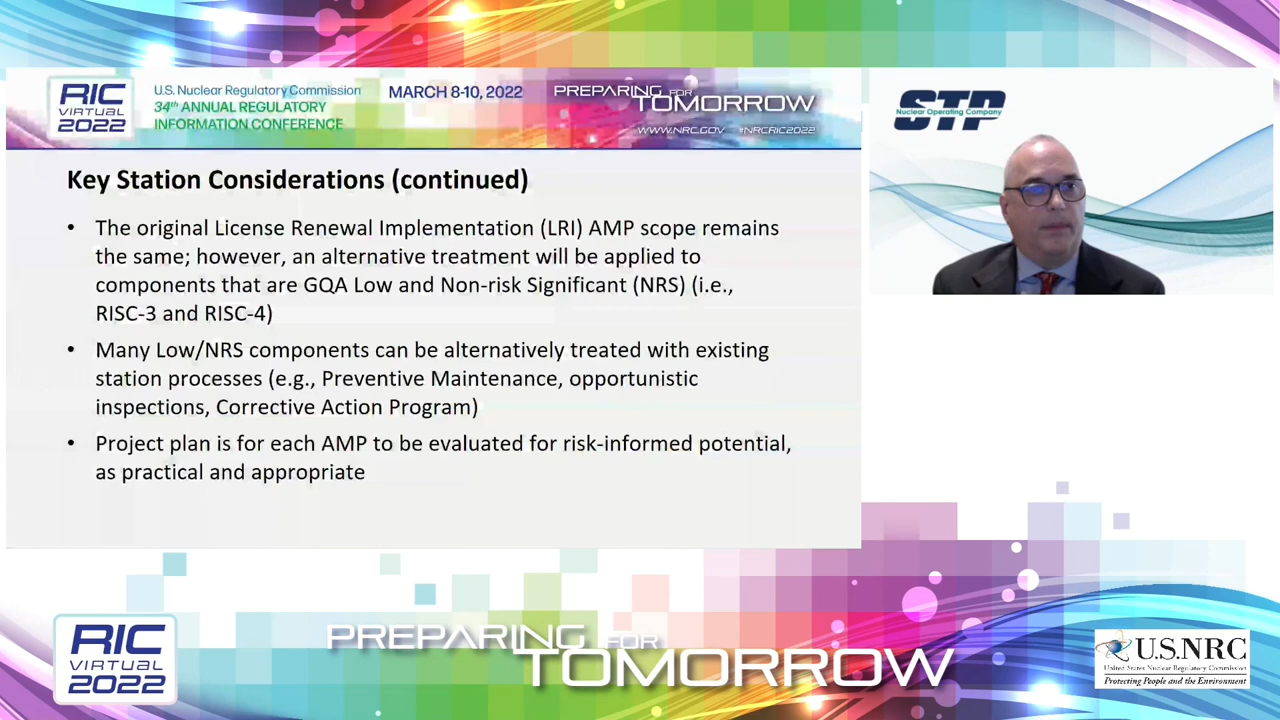 RIC
VIRTUAL
2022
U.S. Nuclear Regulatory Commission
34th ANNUAL REGULATORY
INFORMATION CONFERENCE
MARCH 8-10, 2022
PREPARING FOR
TOMORROW
WWW.NRC.GOV #NRCRIC2022
Key Station Considerations (continued)
• The original License Renewal Implementation (LRI) AMP scope remains
the same; however, an alternative treatment will be applied to
components that are GQA Low and Non-risk Significant (NRS) (i.e.,
RISC-3 and RISC-4)
• Many Low/NRS components can be alternatively treated with existing
station processes (e.g., Preventive Maintenance, opportunistic
inspections, Corrective Action Program)
• Project plan is for each AMP to be evaluated for risk-informed potential,
as practical and appropriate
STP
Nuclear Operating Company
RIC
VIRTUAL
2022
PREPARING FOR
TOMORROW
U.S.NRC
United States Nuclear Regulatory Commission
Protecting People and the Environment